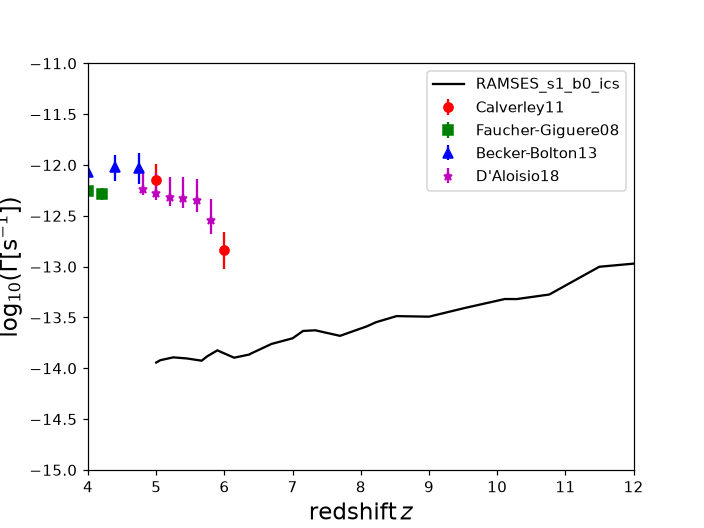 RAMSES_s1_b0_ics
Calverley11
Faucher-Giguere08
Becker-Bolton13
D'Aloisio18
−11.0
−11.5
−12.0
−12.5
−13.0
−13.5
−14.0
−14.5
−15.0
log₁₀(Γ[s⁻¹])
4 5 6 7 8 9 10 11 12
redshift z